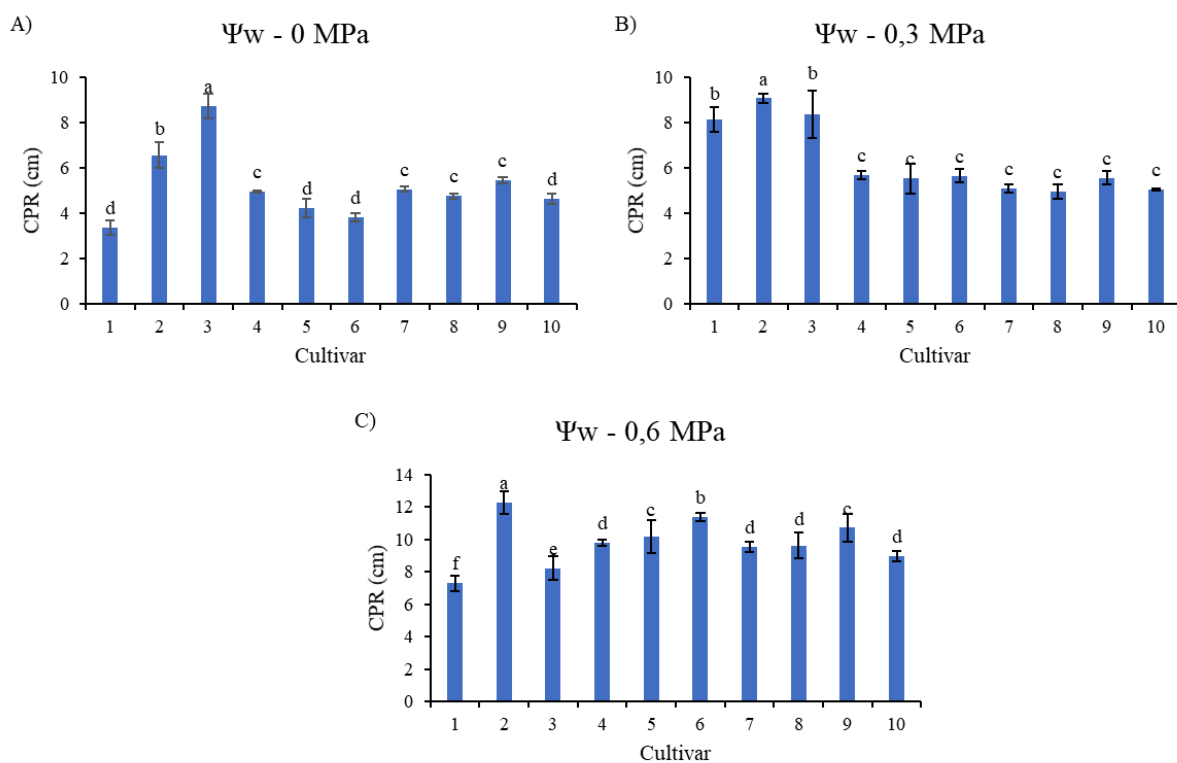 A)
Ψw - 0 MPa
10
8
6
4
2
0
CPR (cm)
d
b
a
c
d
d
c
c
c
d
1 2 3 4 5 6 7 8 9 10
Cultivar
B)
Ψw - 0,3 MPa
10
8
6
4
2
0
CPR (cm)
b
a
b
c
c
c
c
c
c
c
1 2 3 4 5 6 7 8 9 10
Cultivar
C)
Ψw - 0,6 MPa
14
12
10
8
6
4
2
0
CPR (cm)
f
a
e
d
c
b
d
d
c
d
1 2 3 4 5 6 7 8 9 10
Cultivar